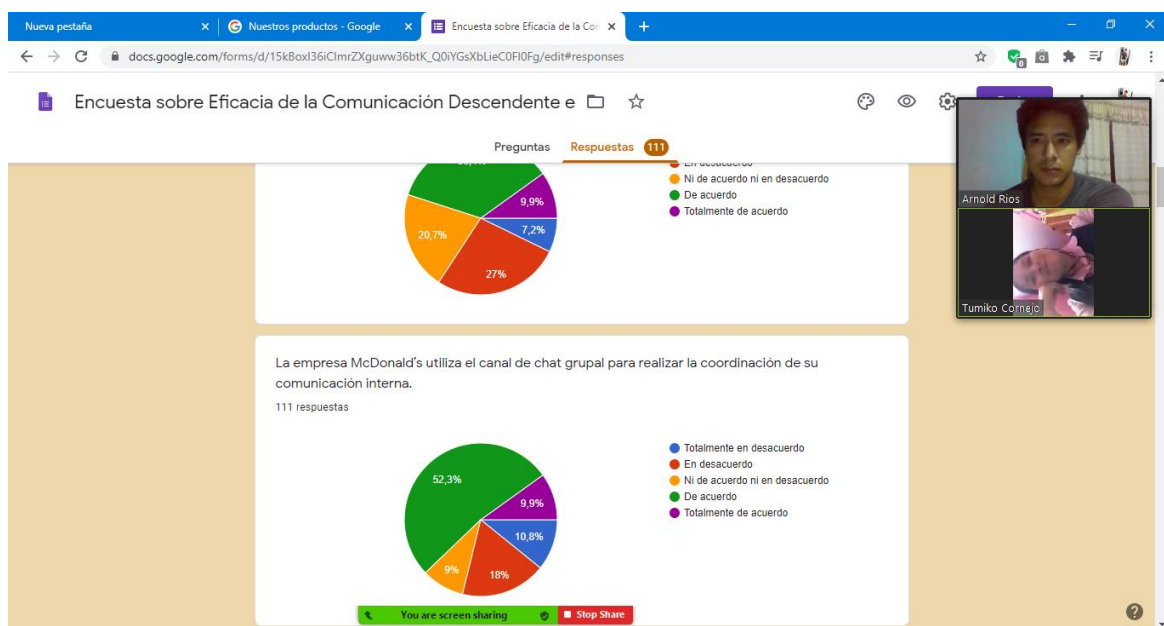 Nueva pestaña
Nuestros productos - Google
Encuesta sobre Eficacia de la Con
docs.google.com/forms/d/15kBoxI36iClmrZXguww36btK_Q0iYGsXbLieC0FI0Fg/edit#responses
Encuesta sobre Eficacia de la Comunicación Descendente e
Preguntas
Respuestas 111
En desacuerdo
Ni de acuerdo ni en desacuerdo
De acuerdo
Totalmente de acuerdo
9,9%
7,2%
20,7%
27%
Arnold Rios
Tumiko Cornejo
La empresa McDonald's utiliza el canal de chat grupal para realizar la coordinación de su
comunicación interna.
111 respuestas
Totalmente en desacuerdo
En desacuerdo
Ni de acuerdo ni en desacuerdo
De acuerdo
Totalmente de acuerdo
52,3%
9,9%
10,8%
9%
18%
You are screen sharing
Stop Share